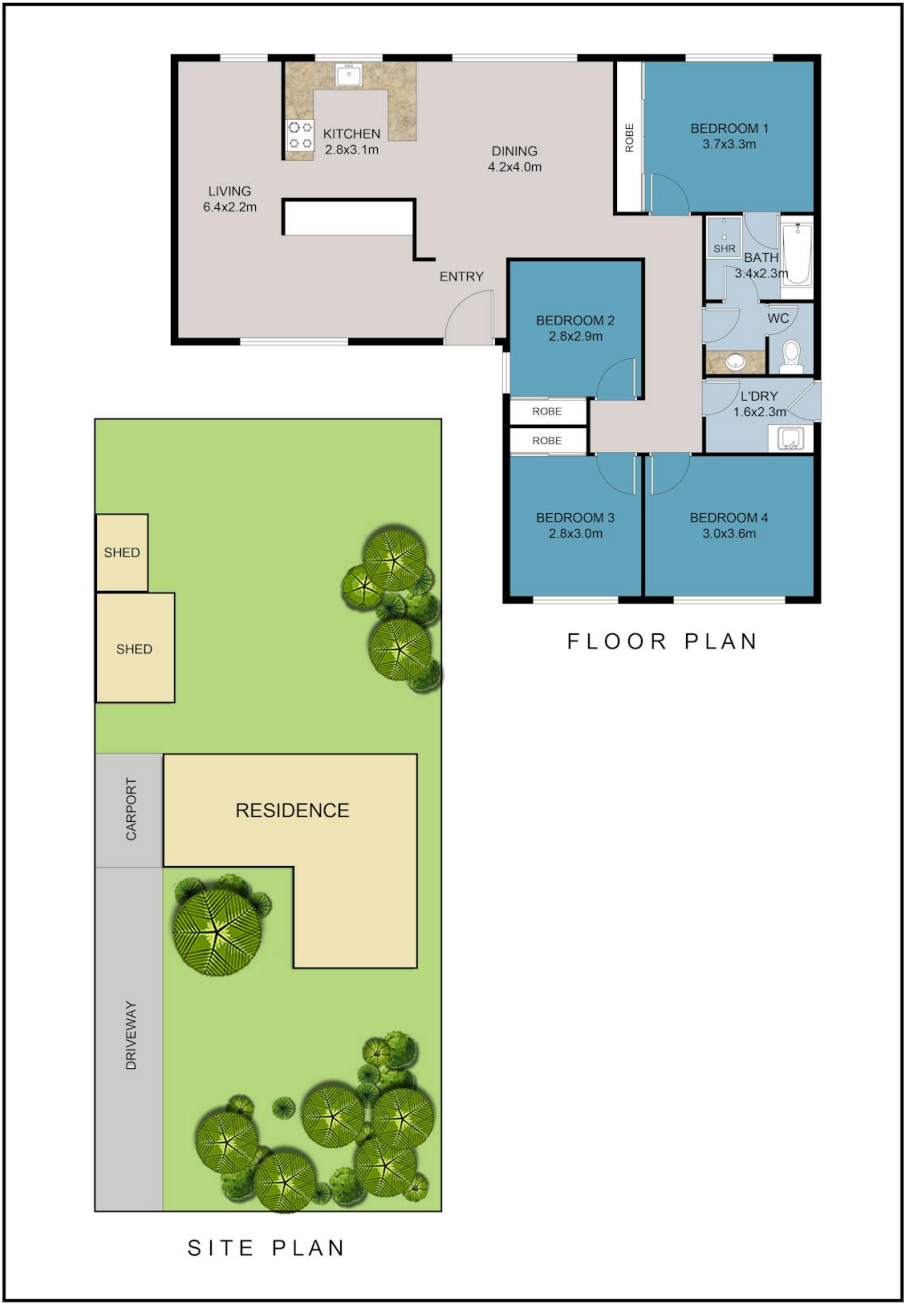 KITCHEN
2.8x3.1m
LIVING
6.4x2.2m
DINING
4.2x4.0m
ROBE
BEDROOM 1
3.7x3.3m
SHR
BATH
3.4x2.3m
ENTRY
WC
BEDROOM 2
2.8x2.9m
L'DRY
1.6x2.3m
ROBE
ROBE
BEDROOM 3
2.8x3.0m
BEDROOM 4
3.0x3.6m
FLOOR PLAN
SHED
SHED
CARPORT
RESIDENCE
DRIVEWAY
SITE PLAN